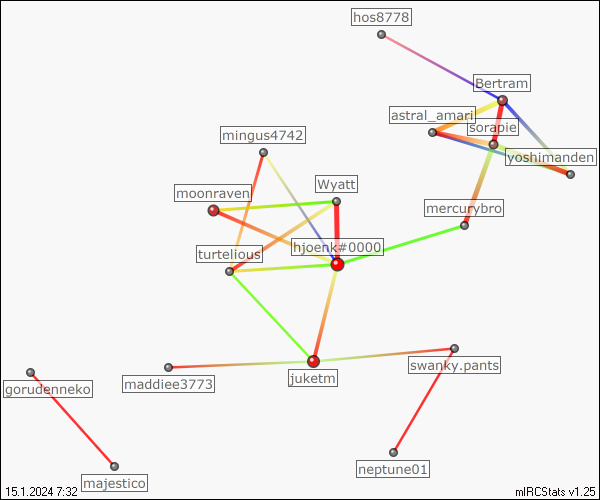 hos8778
Bertram
astral_amari
sorapie
mingus4742
yoshimanden
Wyatt
moonraven
mercurybro
hjoenk#0000
turtelious
swanky.pants
juketm
maddiee3773
gorudenneko
neptune01
majestico
15.1.2024 7:32
mIRCStats v1.25